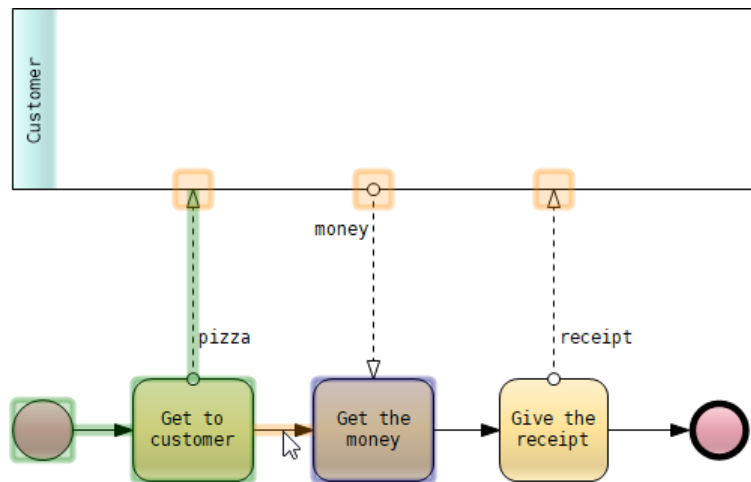 Customer
money
pizza
receipt
Get to
customer
Get the
money
Give the
receipt